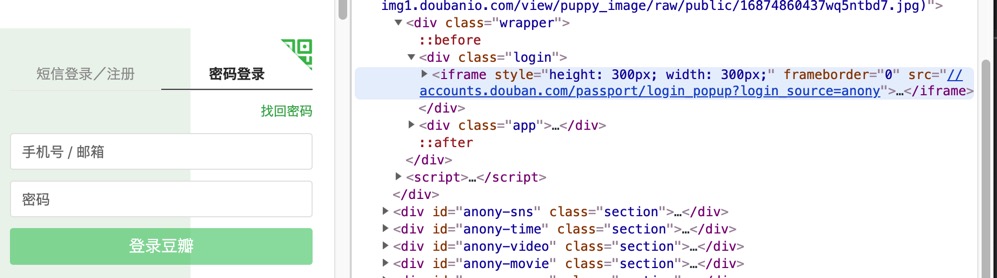 短信登录／注册
密码登录
找回密码
手机号 / 邮箱
密码
登录豆瓣
img1.doubanio.com/view/puppy_image/raw/public/16874860437wq5ntbd7.jpg)">
▼<div class="wrapper">
::before
▼<div class="login">
▶<iframe style="height: 300px; width: 300px;" frameborder="0" src="//
accounts.douban.com/passport/login_popup?login_source=anony">…</iframe>
</div>
▶<div class="app">…</div>
::after
</div>
▶<script>…</script>
</div>
▶<div id="anony-sns" class="section">…</div>
▶<div id="anony-time" class="section">…</div>
▶<div id="anony-video" class="section">…</div>
▶<div id="anony-movie" class="section">…</div>